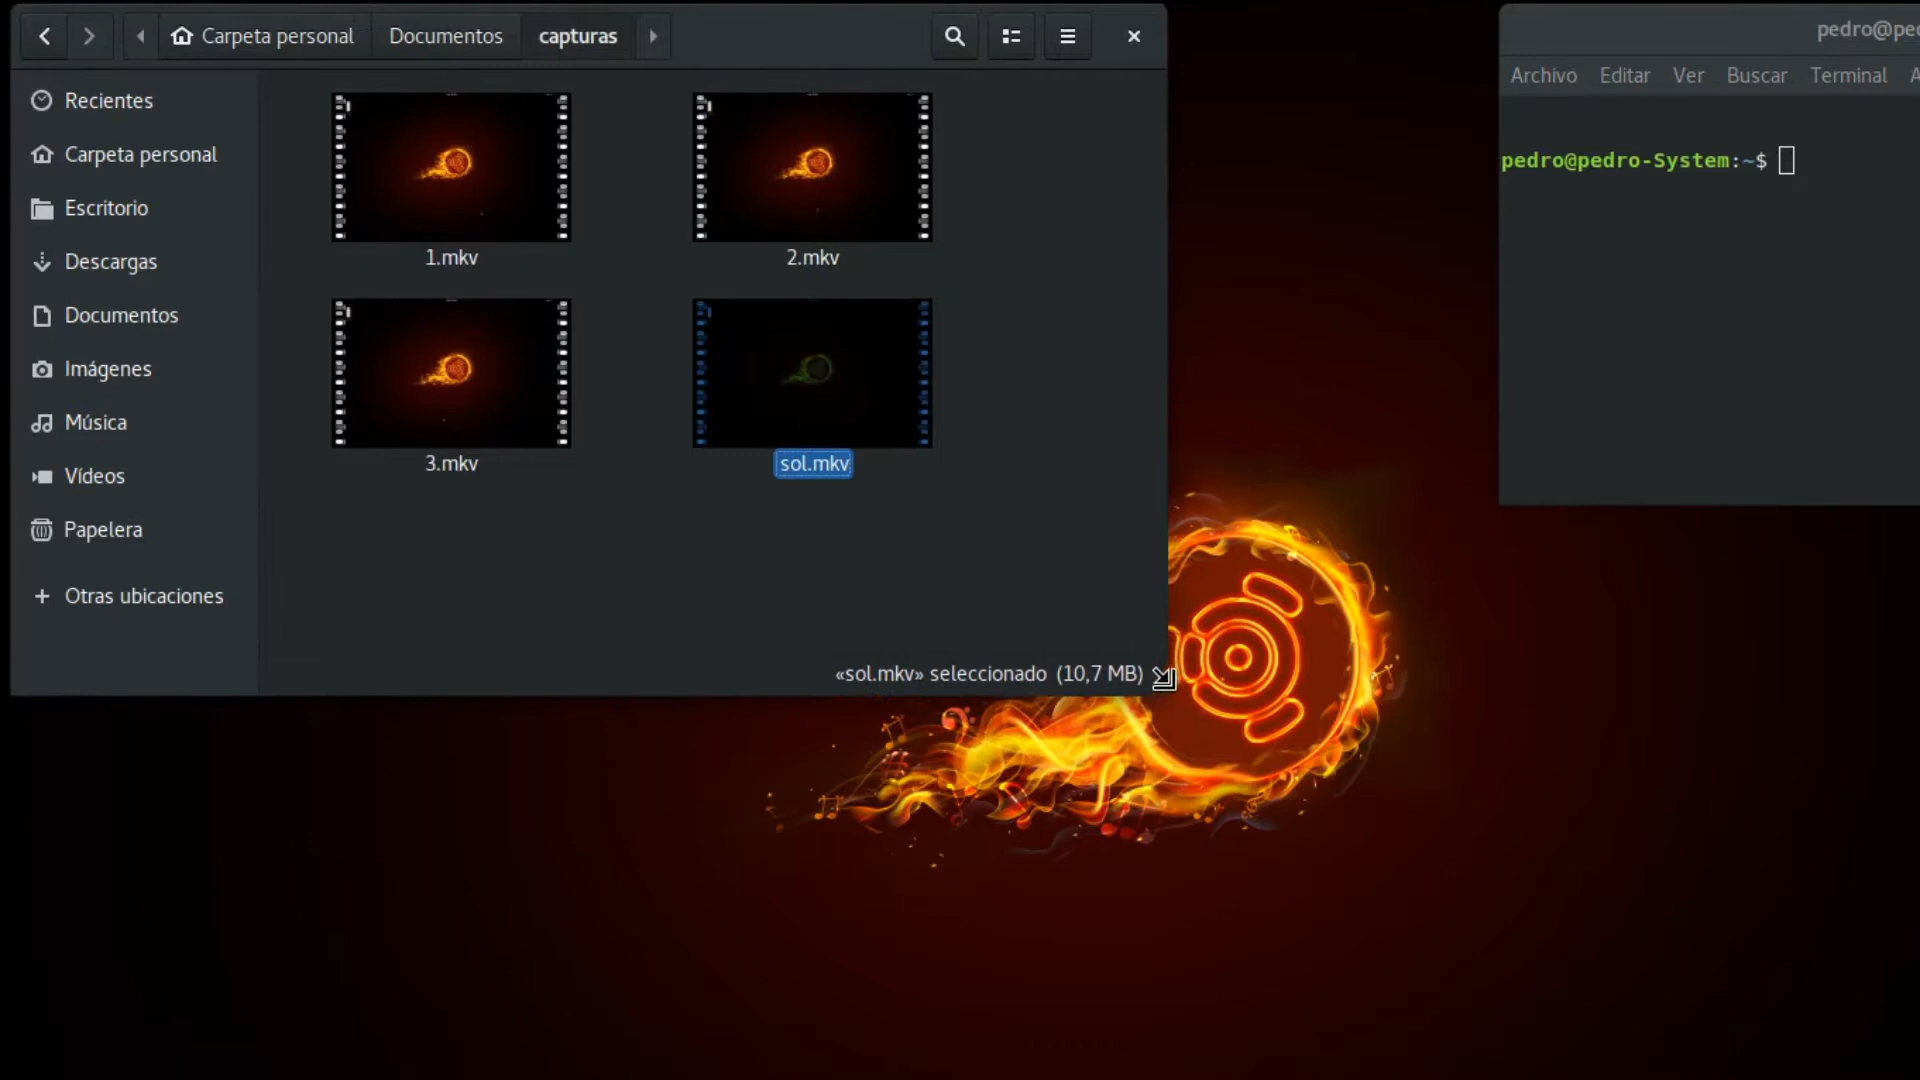 Carpeta personal Documentos capturas
Recientes
Carpeta personal
Escritorio
Descargas
Documentos
Imágenes
Música
Vídeos
Papelera
Otras ubicaciones
1.mkv
2.mkv
3.mkv
sol.mkv
«sol.mkv» seleccionado (10,7 MB)
pedro@pe
Archivo Editar Ver Buscar Terminal A
pedro@pedro-System:~$